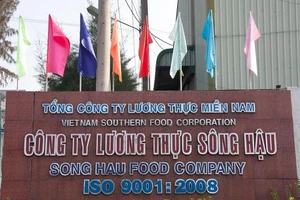 TỔNG CÔNG TY LƯƠNG THỰC MIỀN NAM
VIETNAM SOUTHERN FOOD CORPORATION
CÔNG TY LƯƠNG THỰC SÔNG HẬU
SONG HAU FOOD COMPANY
ISO 9001:2008